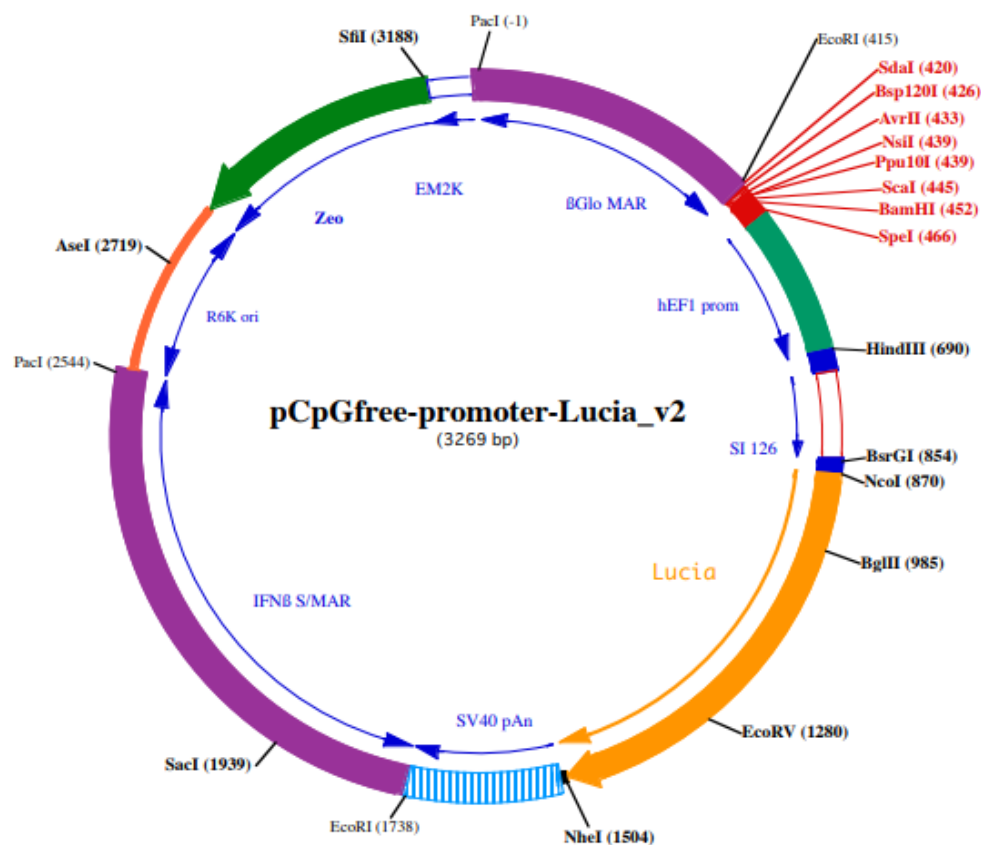 PacI (-1)
SfiI (3188)
EcoRI (415)
SdaI (420)
Bsp120I (426)
AvrII (433)
NsiI (439)
Ppu10I (439)
ScaI (445)
BamHI (452)
SpeI (466)
EM2K
ßGlo MAR
Zeo
AseI (2719)
hEF1 prom
R6K ori
HindIII (690)
PacI (2544)
pCpGfree-promoter-Lucia_v2
(3269 bp)
SI 126
BsrGI (854)
NcoI (870)
BglII (985)
Lucia
IFNß S/MAR
SV40 pAn
EcoRV (1280)
SacI (1939)
EcoRI (1738)
NheI (1504)